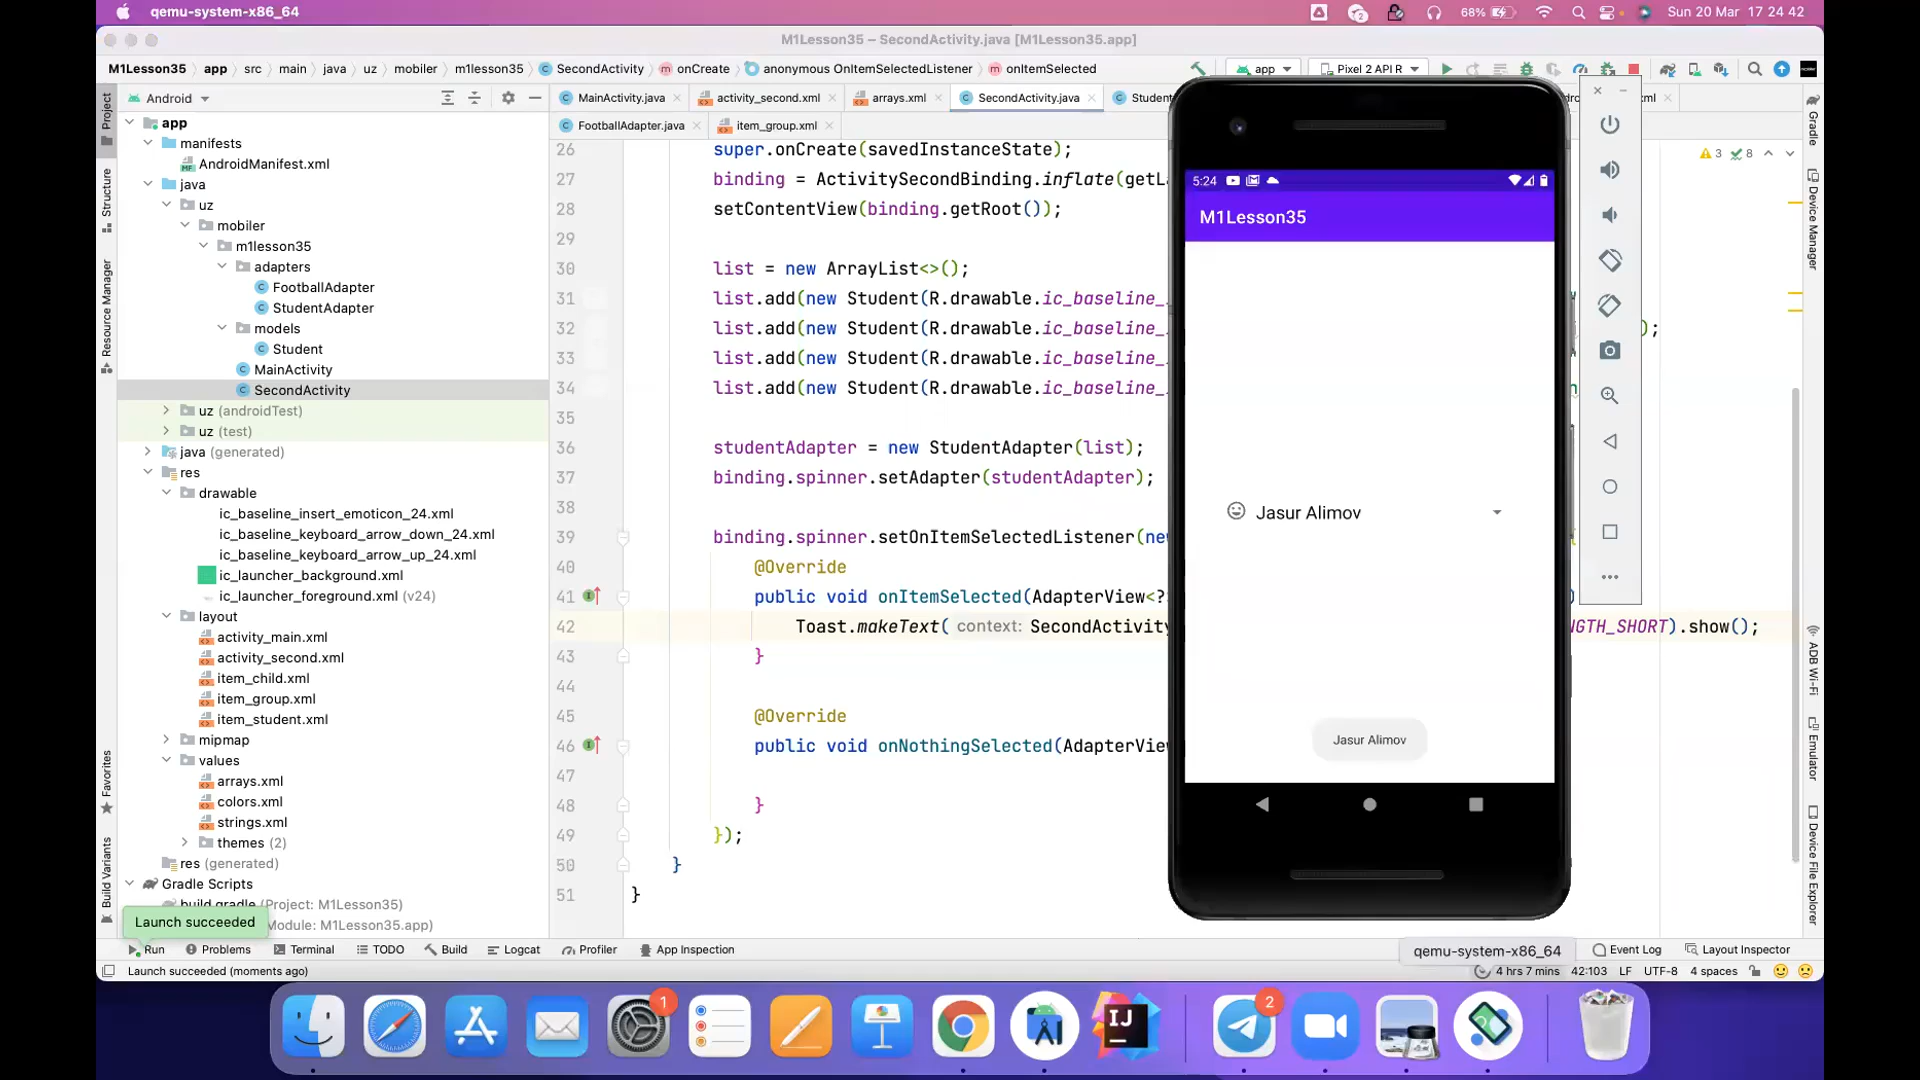 qemu-system-x86_64
2
68%
Sun 20 Mar 17 24 42
M1Lesson35 – SecondActivity.java [M1Lesson35.app]
M1Lesson35 app src main java uz mobiler m1lesson35 SecondActivity onCreate anonymous OnItemSelectedListener onItemSelected
app Pixel 2 API R
Android
MainActivity.java activity_second.xml arrays.xml SecondActivity.java Student
FootballAdapter.java item_group.xml
Project
Structure
Resource Manager
Favorites
Build Variants
app
manifests
AndroidManifest.xml
java
uz
mobiler
m1lesson35
adapters
FootballAdapter
StudentAdapter
models
Student
MainActivity
SecondActivity
uz (androidTest)
uz (test)
java (generated)
res
drawable
ic_baseline_insert_emoticon_24.xml
ic_baseline_keyboard_arrow_down_24.xml
ic_baseline_keyboard_arrow_up_24.xml
ic_launcher_background.xml
ic_launcher_foreground.xml (v24)
layout
activity_main.xml
activity_second.xml
item_child.xml
item_group.xml
item_student.xml
mipmap
values
arrays.xml
colors.xml
strings.xml
themes (2)
res (generated)
Gradle Scripts
build.gradle (Project: M1Lesson35)
Module: M1Lesson35.app)
Launch succeeded
26 super.onCreate(savedInstanceState);
27 binding = ActivitySecondBinding.inflate(getL
28 setContentView(binding.getRoot());
29
30 list = new ArrayList<>();
31 list.add(new Student(R.drawable.ic_baseline_
32 list.add(new Student(R.drawable.ic_baseline_ );
33 list.add(new Student(R.drawable.ic_baseline_
34 list.add(new Student(R.drawable.ic_baseline_
35
36 studentAdapter = new StudentAdapter(list);
37 binding.spinner.setAdapter(studentAdapter);
38
39 binding.spinner.setOnItemSelectedListener(ne
40 @Override
41 public void onItemSelected(AdapterView<?
42 Toast.makeText( context: SecondActivity GTH_SHORT).show();
43 }
44
45 @Override
46 public void onNothingSelected(AdapterView
47
48 }
49 });
50 }
51 }
3 8
5:24
M1Lesson35
Jasur Alimov
Jasur Alimov
Gradle
Device Manager
ADB Wi-Fi
Emulator
Device File Explorer
Run Problems Terminal TODO Build Logcat Profiler App Inspection
qemu-system-x86_64
Event Log Layout Inspector
Launch succeeded (moments ago)
4 hrs 7 mins 42:103 LF UTF-8 4 spaces
1
IJ
2